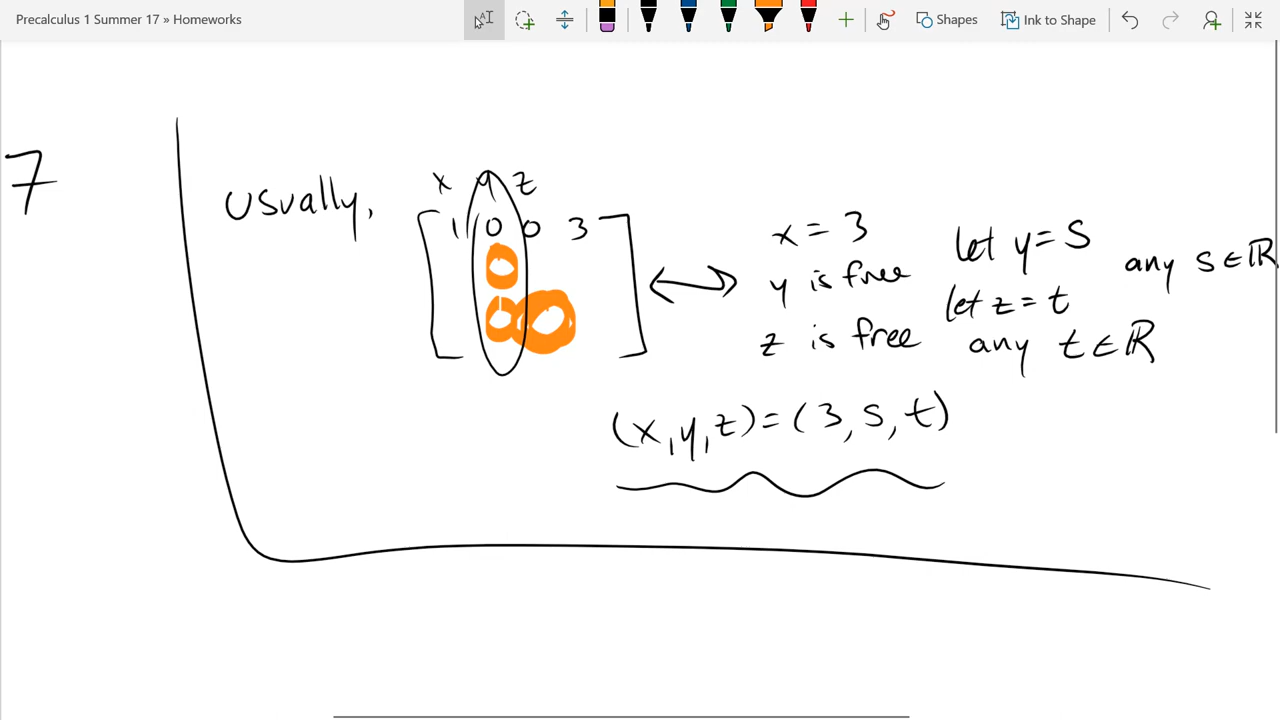 Precalculus 1 Summer 17 » Homeworks
Shapes
Ink to Shape
7
usually,
x y z
1 0 0 3
0
0 0
x = 3
y is free
z is free
let y = s
any s ∈ ℝ
let z = t
any t ∈ ℝ
(x, y, z) = (3, s, t)